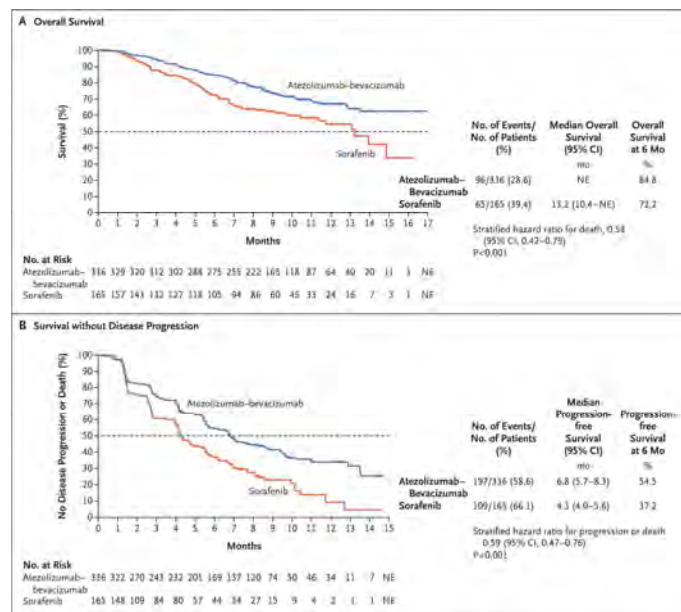 A Overall Survival
100
90
80
70
60
50
40
30
20
10
0
Survival (%)
Atezolizumab–bevacizumab
Sorafenib
0 1 2 3 4 5 6 7 8 9 10 11 12 13 14 15 16 17
Months
No. of Events/ No. of Patients (%)
Median Overall Survival (95% CI)
Overall Survival at 6 Mo
mo
%
Atezolizumab–Bevacizumab 96/336 (28.6) NE 84.8
Sorafenib 65/165 (39.4) 13.2 (10.4–NE) 72.2
Stratified hazard ratio for death, 0.58
(95% CI, 0.42–0.79)
P<0.001
No. at Risk
Atezolizumab–bevacizumab 336 329 320 312 302 288 275 255 222 165 118 87 64 40 20 11 3 NE
Sorafenib 165 157 143 132 127 118 105 94 86 60 45 33 24 16 7 3 1 NE
B Survival without Disease Progression
100
90
80
70
60
50
40
30
20
10
0
No Disease Progression or Death (%)
Atezolizumab–bevacizumab
Sorafenib
0 1 2 3 4 5 6 7 8 9 10 11 12 13 14 15
Months
No. of Events/ No. of Patients (%)
Median Progression-free Survival (95% CI)
Progression-free Survival at 6 Mo
mo
%
Atezolizumab–Bevacizumab 197/336 (58.6) 6.8 (5.7–8.3) 54.5
Sorafenib 109/165 (66.1) 4.3 (4.0–5.6) 37.2
Stratified hazard ratio for progression or death
0.59 (95% CI, 0.47–0.76)
P<0.001
No. at Risk
Atezolizumab–bevacizumab 336 322 270 243 232 201 169 137 120 74 50 46 34 11 7 NE
Sorafenib 165 148 109 84 80 57 44 34 27 15 9 4 2 1 1 NE